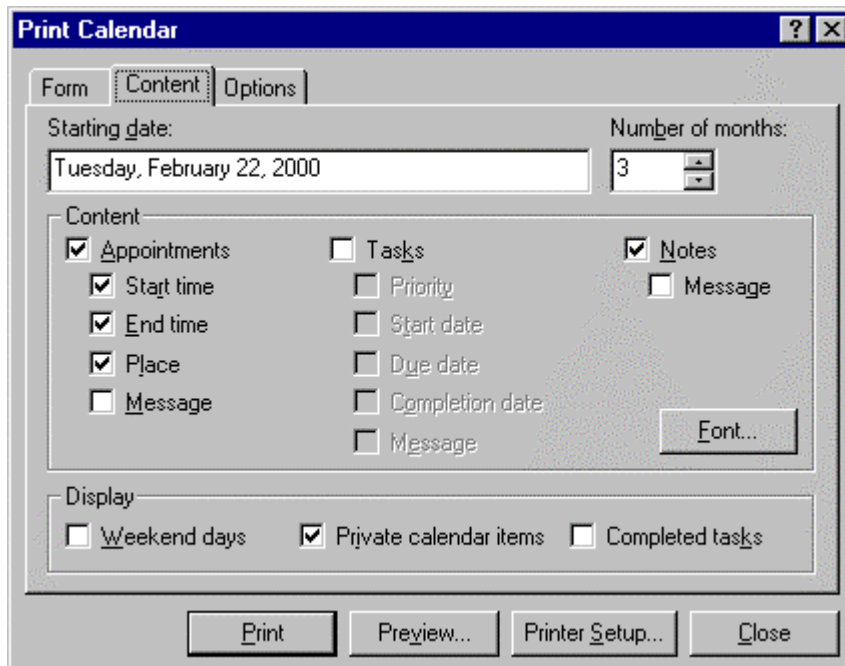 Print Calendar
Form Content Options
Starting date: Number of months:
Tuesday, February 22, 2000 3
Content
Appointments Tasks Notes
Start time Priority Message
End time Start date
Place Due date
Message Completion date
Message Font...
Display
Weekend days Private calendar items Completed tasks
Print Preview... Printer Setup... Close